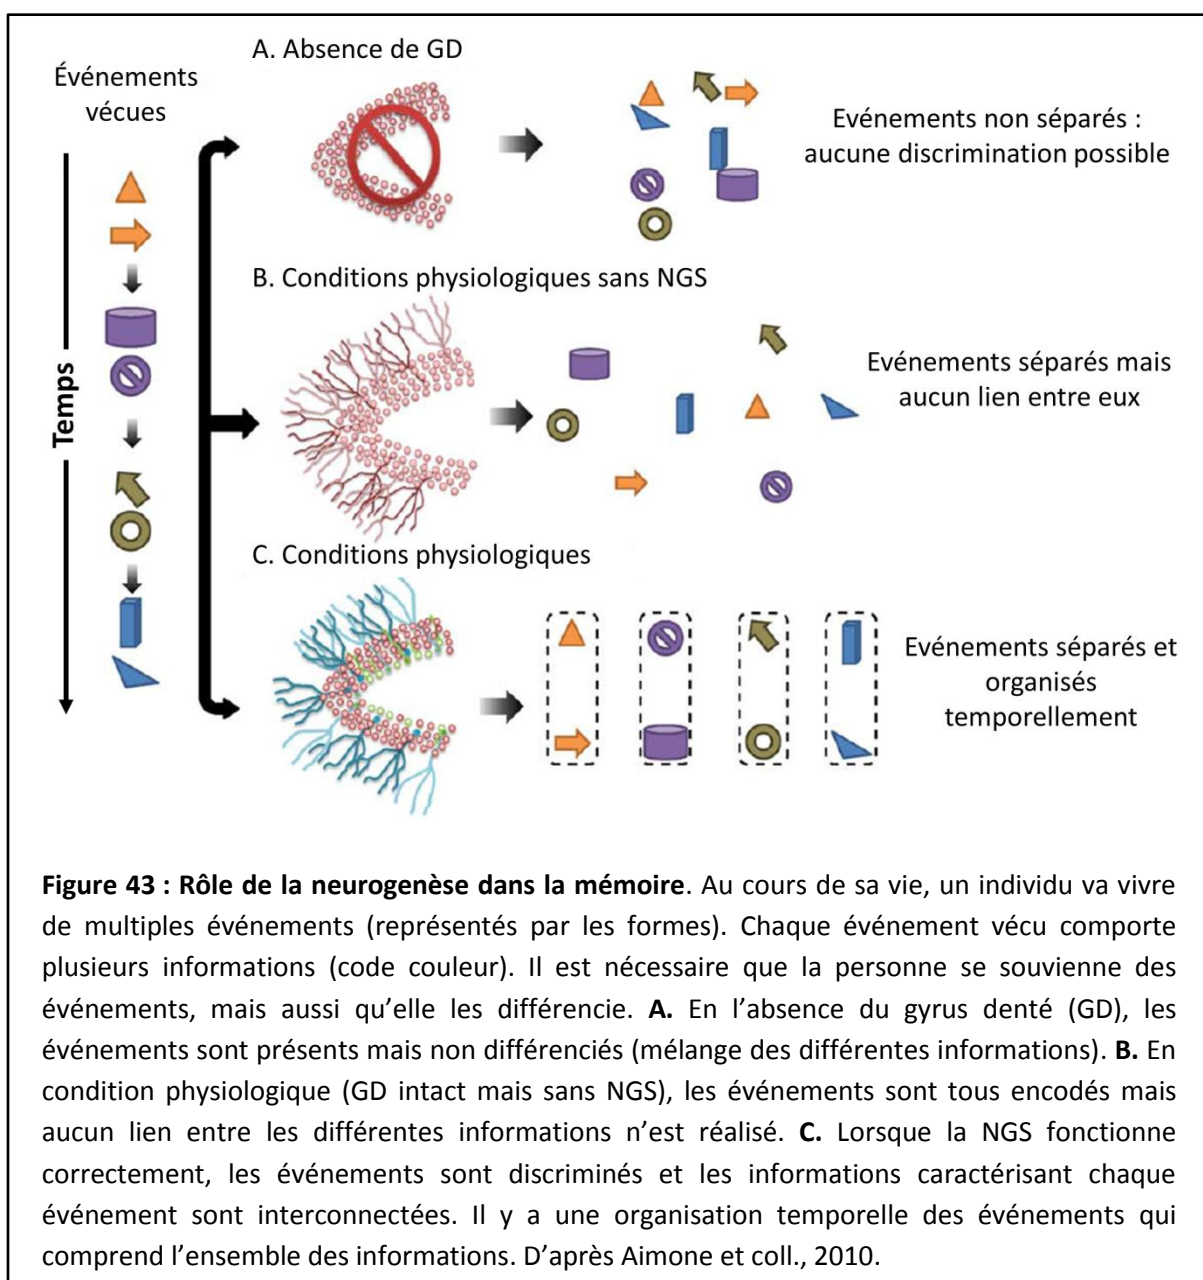 A. Absence de GD
Événements
vécues
Evénements non séparés :
aucune discrimination possible
B. Conditions physiologiques sans NGS
Temps
Evénements séparés mais
aucun lien entre eux
C. Conditions physiologiques
Evénements séparés et
organisés
temporellement
Figure 43 : Rôle de la neurogenèse dans la mémoire. Au cours de sa vie, un individu va vivre
de multiples événements (représentés par les formes). Chaque événement vécu comporte
plusieurs informations (code couleur). Il est nécessaire que la personne se souvienne des
événements, mais aussi qu’elle les différencie. A. En l’absence du gyrus denté (GD), les
événements sont présents mais non différenciés (mélange des différentes informations). B. En
condition physiologique (GD intact mais sans NGS), les événements sont tous encodés mais
aucun lien entre les différentes informations n’est réalisé. C. Lorsque la NGS fonctionne
correctement, les événements sont discriminés et les informations caractérisant chaque
événement sont interconnectées. Il y a une organisation temporelle des événements qui
comprend l’ensemble des informations. D’après Aimone et coll., 2010.